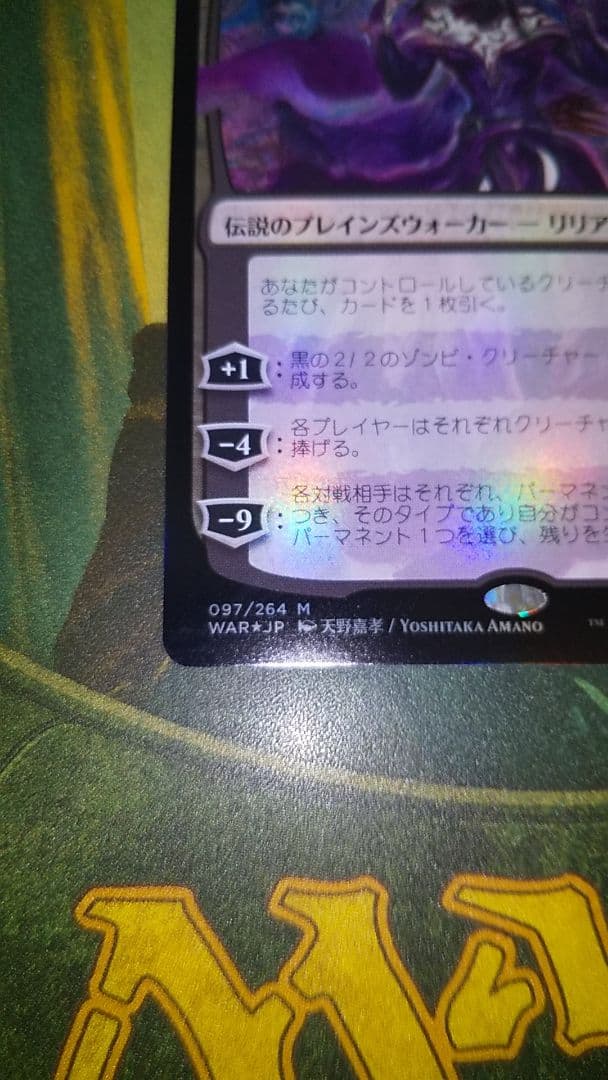 伝説のプレインズウォーカー — リリア
あなたがコントロールしているクリーチ
るたび、カードを１枚引く。
+1 : 黒の２/２のゾンビ・クリーチャー
成する。
-4 : 各プレイヤーはそれぞれクリーチャ
捧げる。
-9 : 各対戦相手はそれぞれ、パーマネ
つき、そのタイプであり自分がコン
パーマネント１つを選び、残りを
097/264 M
WAR★JP 天野嘉孝 / YOSHITAKA AMANO
™